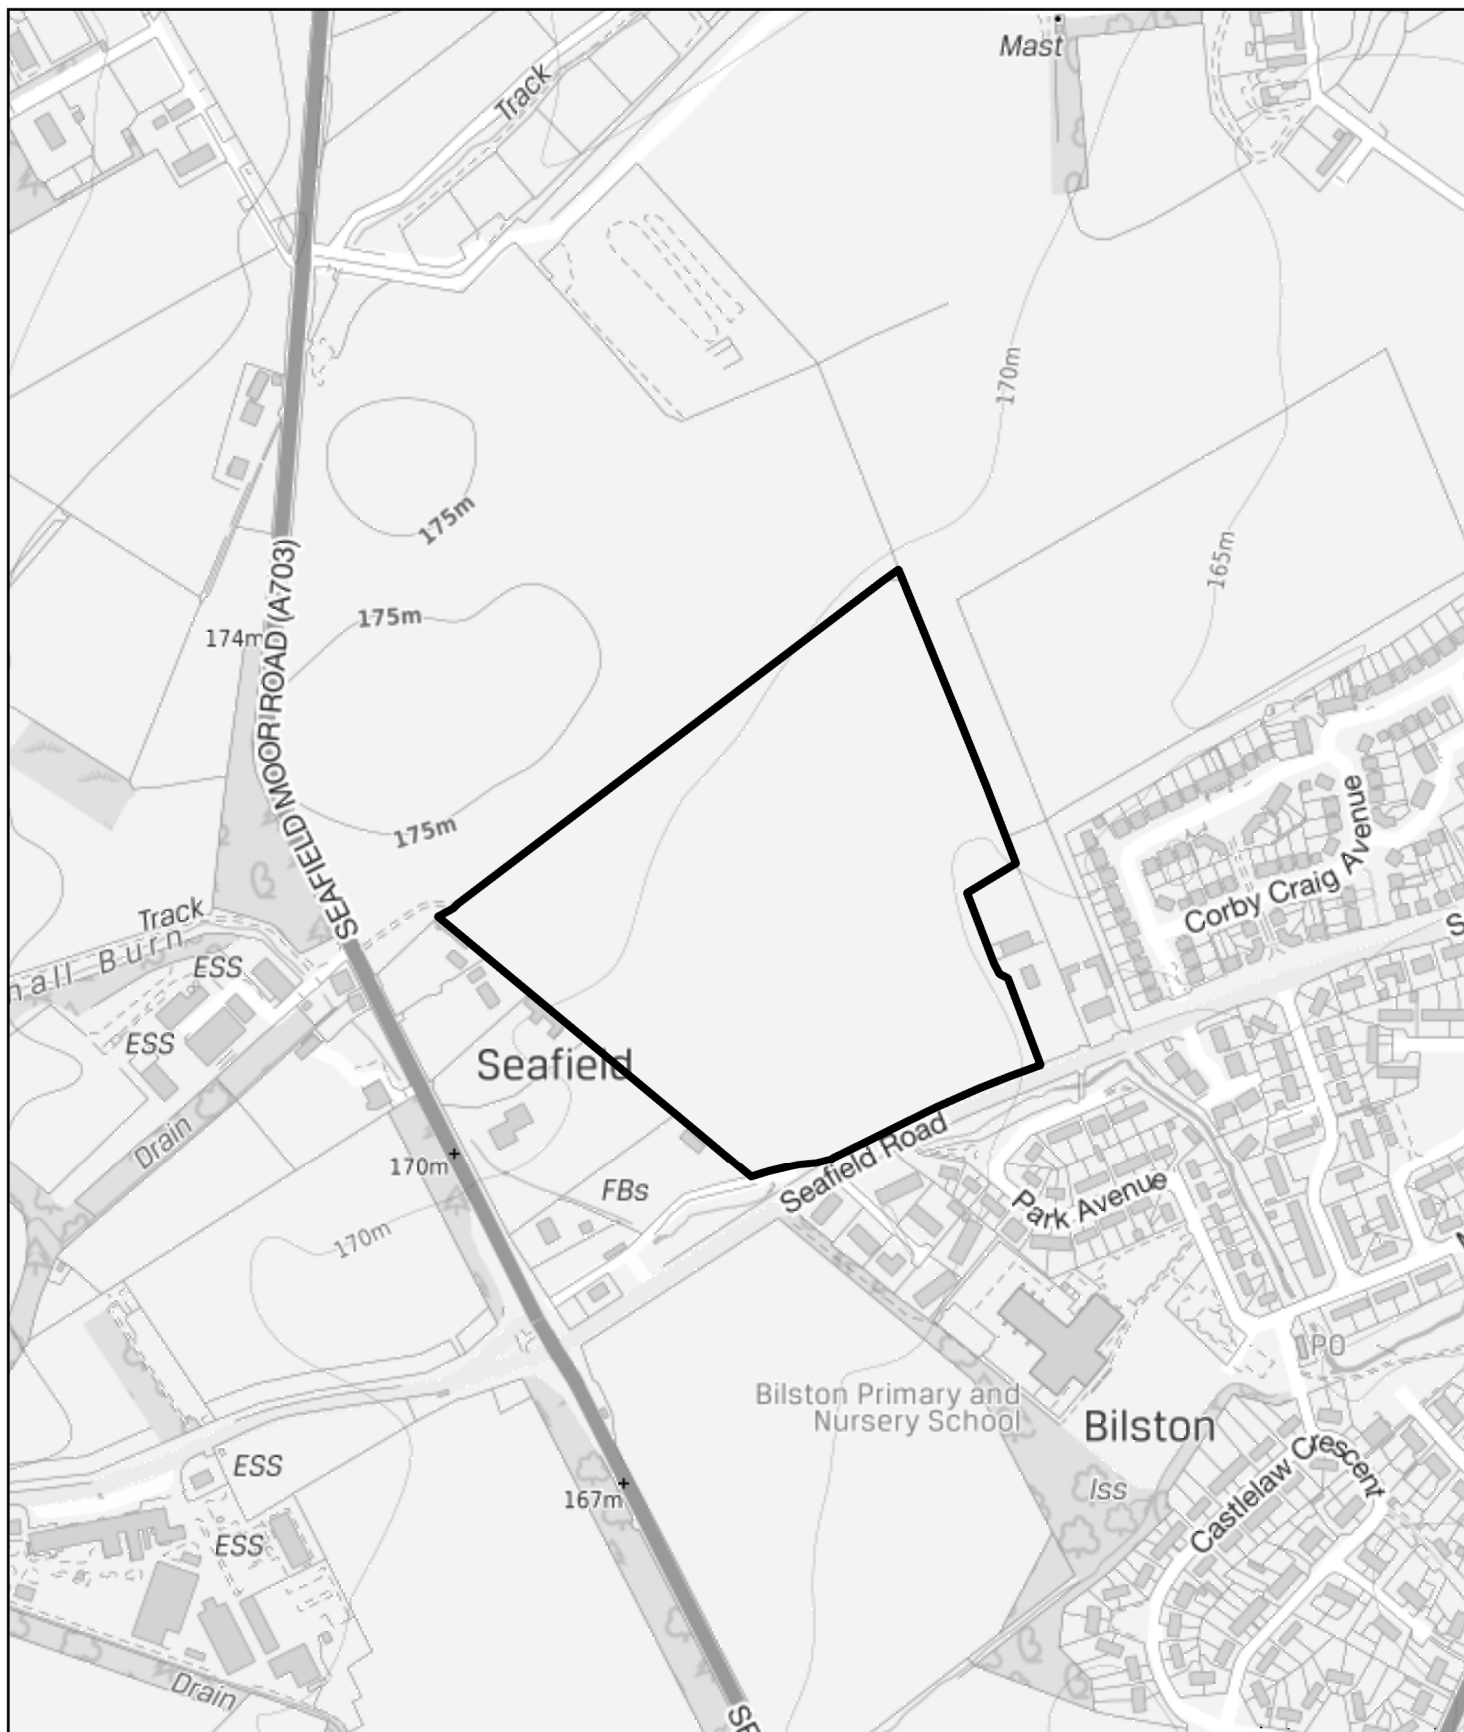 Mast
Track
170m
175m
165m
SEAFIELD MOOR ROAD (A703)
175m
174m
175m
Corby Craig Avenue
Track
ESS
ESS
Seafield
Drain
170m
Seafield Road
FBs
Park Avenue
170m
PO
Bilston Primary and
Nursery School
Bilston
Castlelaw Crescent
ESS
Iss
167m
ESS
Drain